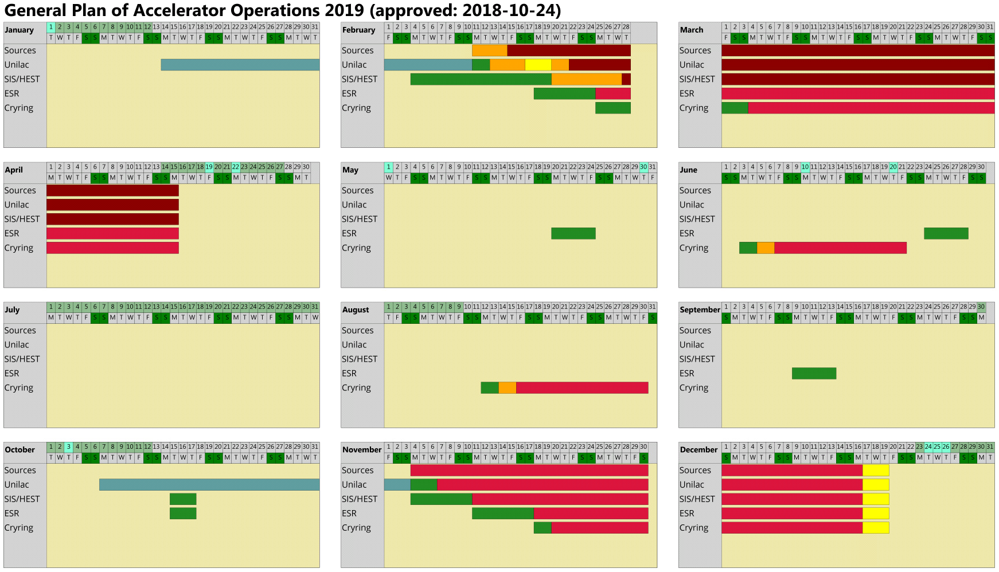 General Plan of Accelerator Operations 2019 (approved: 2018-10-24)
January
1 2 3 4 5 6 7 8 9 10 11 12 13 14 15 16 17 18 19 20 21 22 23 24 25 26 27 28 29 30 31
T W T F S S M T W T F S S M T W T F S S M T W T F S S M T W T
Sources
Unilac
SIS/HEST
ESR
Cryring
February
1 2 3 4 5 6 7 8 9 10 11 12 13 14 15 16 17 18 19 20 21 22 23 24 25 26 27 28
F S S M T W T F S S M T W T F S S M T W T F S S M T W T
Sources
Unilac
SIS/HEST
ESR
Cryring
March
1 2 3 4 5 6 7 8 9 10 11 12 13 14 15 16 17 18 19 20 21 22 23 24 25 26 27 28 29 30 31
F S S M T W T F S S M T W T F S S M T W T F S S M T W T F S S
Sources
Unilac
SIS/HEST
ESR
Cryring
April
1 2 3 4 5 6 7 8 9 10 11 12 13 14 15 16 17 18 19 20 21 22 23 24 25 26 27 28 29 30
M T W T F S S M T W T F S S M T W T F S S M T W T F S S M T
Sources
Unilac
SIS/HEST
ESR
Cryring
May
1 2 3 4 5 6 7 8 9 10 11 12 13 14 15 16 17 18 19 20 21 22 23 24 25 26 27 28 29 30 31
W T F S S M T W T F S S M T W T F S S M T W T F S S M T W T F
Sources
Unilac
SIS/HEST
ESR
Cryring
June
1 2 3 4 5 6 7 8 9 10 11 12 13 14 15 16 17 18 19 20 21 22 23 24 25 26 27 28 29 30
S S M T W T F S S M T W T F S S M T W T F S S M T W T F S S
Sources
Unilac
SIS/HEST
ESR
Cryring
July
1 2 3 4 5 6 7 8 9 10 11 12 13 14 15 16 17 18 19 20 21 22 23 24 25 26 27 28 29 30 31
M T W T F S S M T W T F S S M T W T F S S M T W T F S S M T W
Sources
Unilac
SIS/HEST
ESR
Cryring
August
1 2 3 4 5 6 7 8 9 10 11 12 13 14 15 16 17 18 19 20 21 22 23 24 25 26 27 28 29 30 31
T F S S M T W T F S S M T W T F S S M T W T F S S M T W T F S
Sources
Unilac
SIS/HEST
ESR
Cryring
September
1 2 3 4 5 6 7 8 9 10 11 12 13 14 15 16 17 18 19 20 21 22 23 24 25 26 27 28 29 30
S M T W T F S S M T W T F S S M T W T F S S M T W T F S S M
Sources
Unilac
SIS/HEST
ESR
Cryring
October
1 2 3 4 5 6 7 8 9 10 11 12 13 14 15 16 17 18 19 20 21 22 23 24 25 26 27 28 29 30 31
T W T F S S M T W T F S S M T W T F S S M T W T F S S M T W T
Sources
Unilac
SIS/HEST
ESR
Cryring
November
1 2 3 4 5 6 7 8 9 10 11 12 13 14 15 16 17 18 19 20 21 22 23 24 25 26 27 28 29 30
F S S M T W T F S S M T W T F S S M T W T F S S M T W T F S
Sources
Unilac
SIS/HEST
ESR
Cryring
December
1 2 3 4 5 6 7 8 9 10 11 12 13 14 15 16 17 18 19 20 21 22 23 24 25 26 27 28 29 30 31
S M T W T F S S M T W T F S S M T W T F S S M T W T F S S M T
Sources
Unilac
SIS/HEST
ESR
Cryring